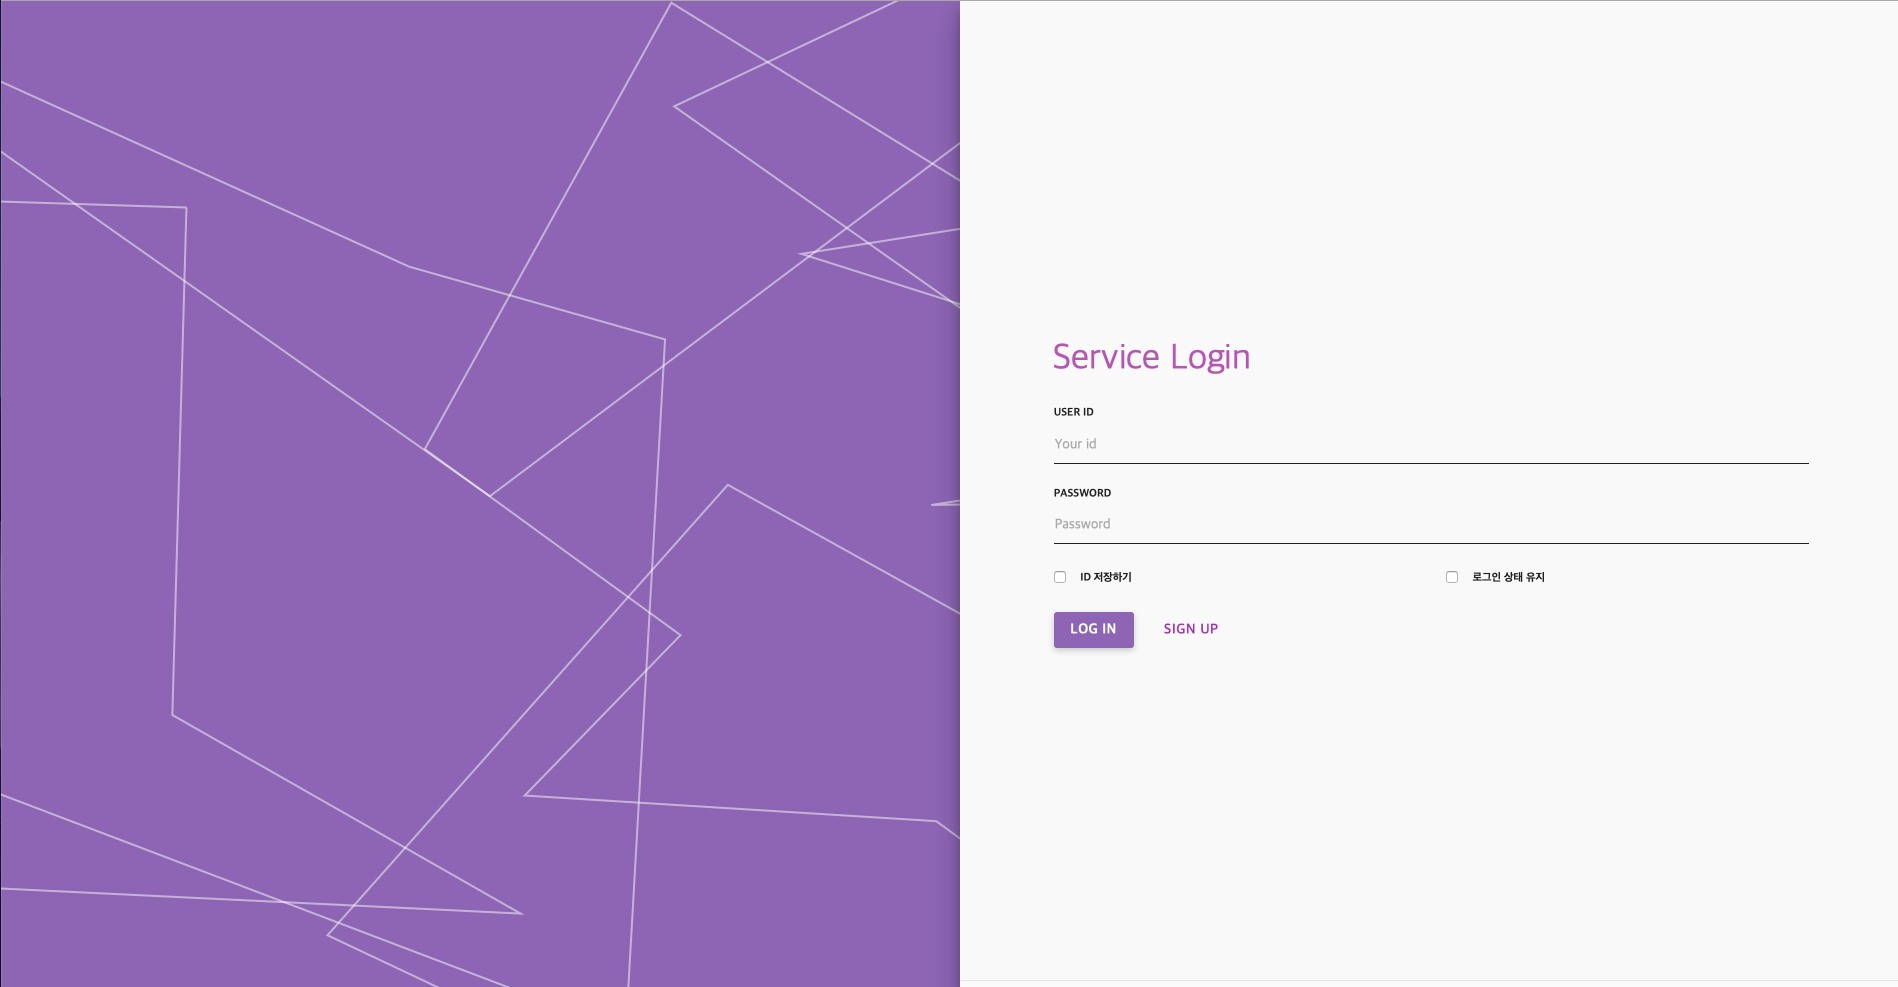 Service Login
USER ID
Your id
PASSWORD
Password
ID 저장하기
로그인 상태 유지
LOG IN
SIGN UP